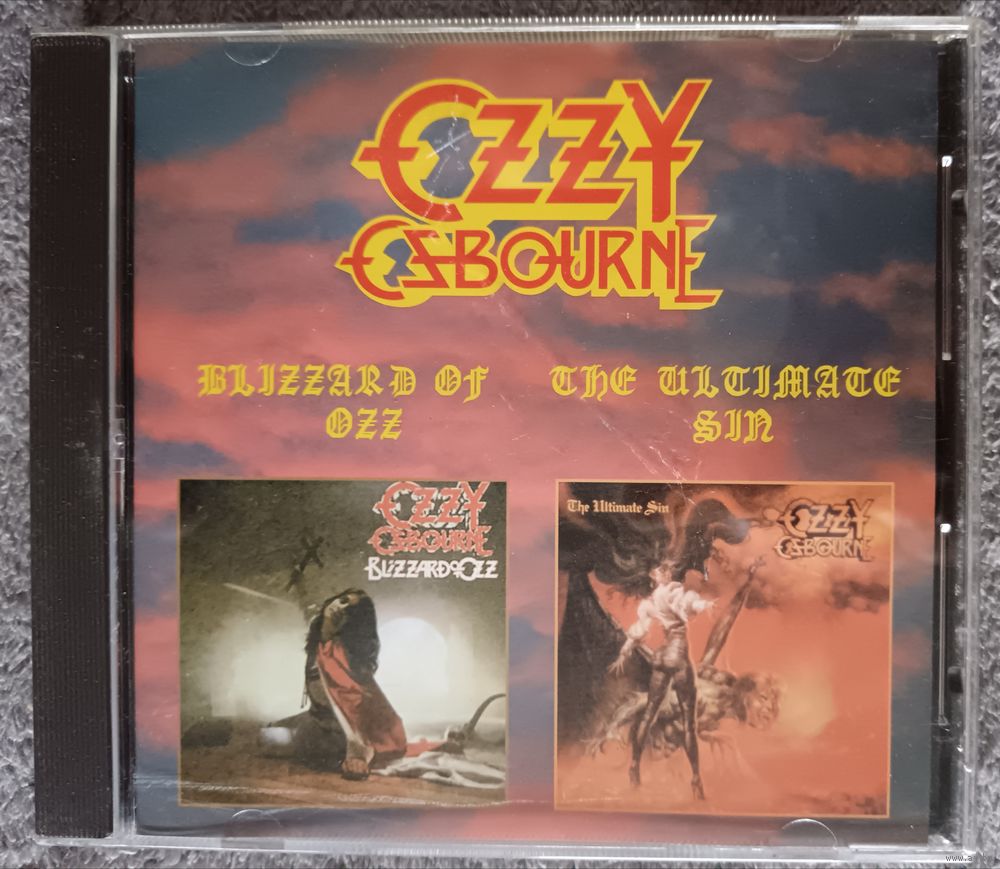 OZZY
OSBOURNE
BLIZZARD OF
OZZ
THE ULTIMATE
SIN
OZZY
OSBOURNE
BLIZZARD OF OZZ
The Ultimate Sin
OZZY
OSBOURNE